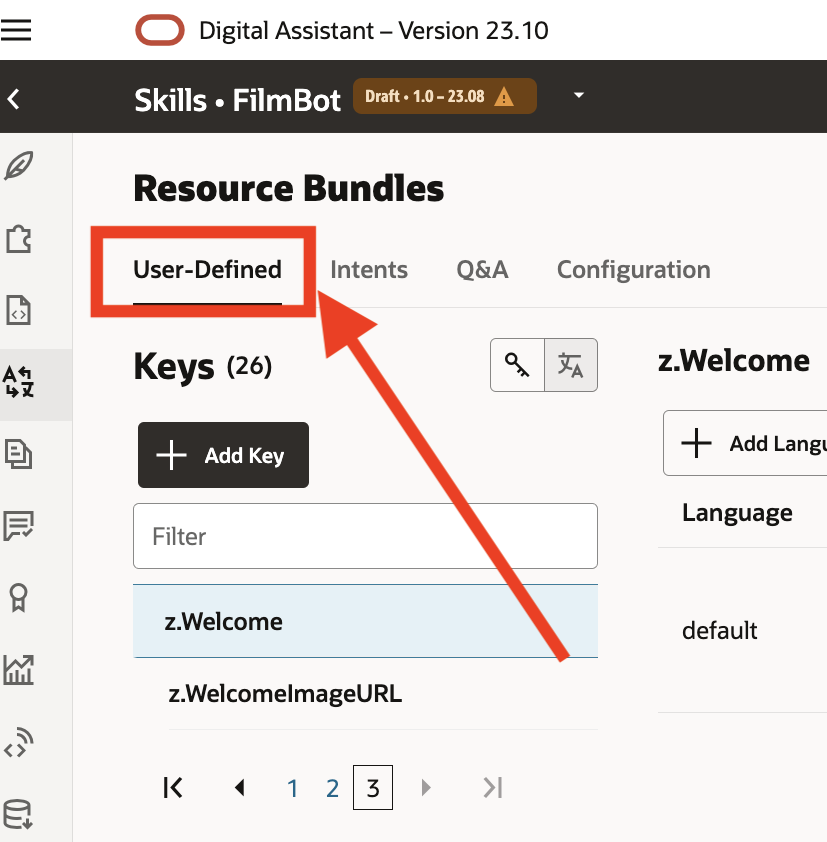 Digital Assistant – Version 23.10
Skills • FilmBot Draft • 1.0 – 23.08
Resource Bundles
User-Defined Intents Q&A Configuration
Keys (26)
z.Welcome
Add Key
Add Langu
Filter
Language
z.Welcome
default
z.WelcomeImageURL
1 2 3